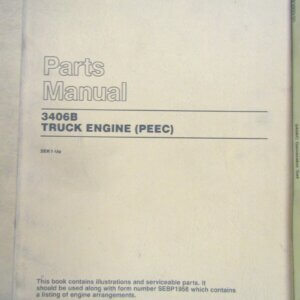 Parts
Manual
3406B
TRUCK ENGINE (PEEC)
This book contains illustrations and serviceable parts. It
should be used along with form number SEBP1958 which contains
a listing of engine arrangements.